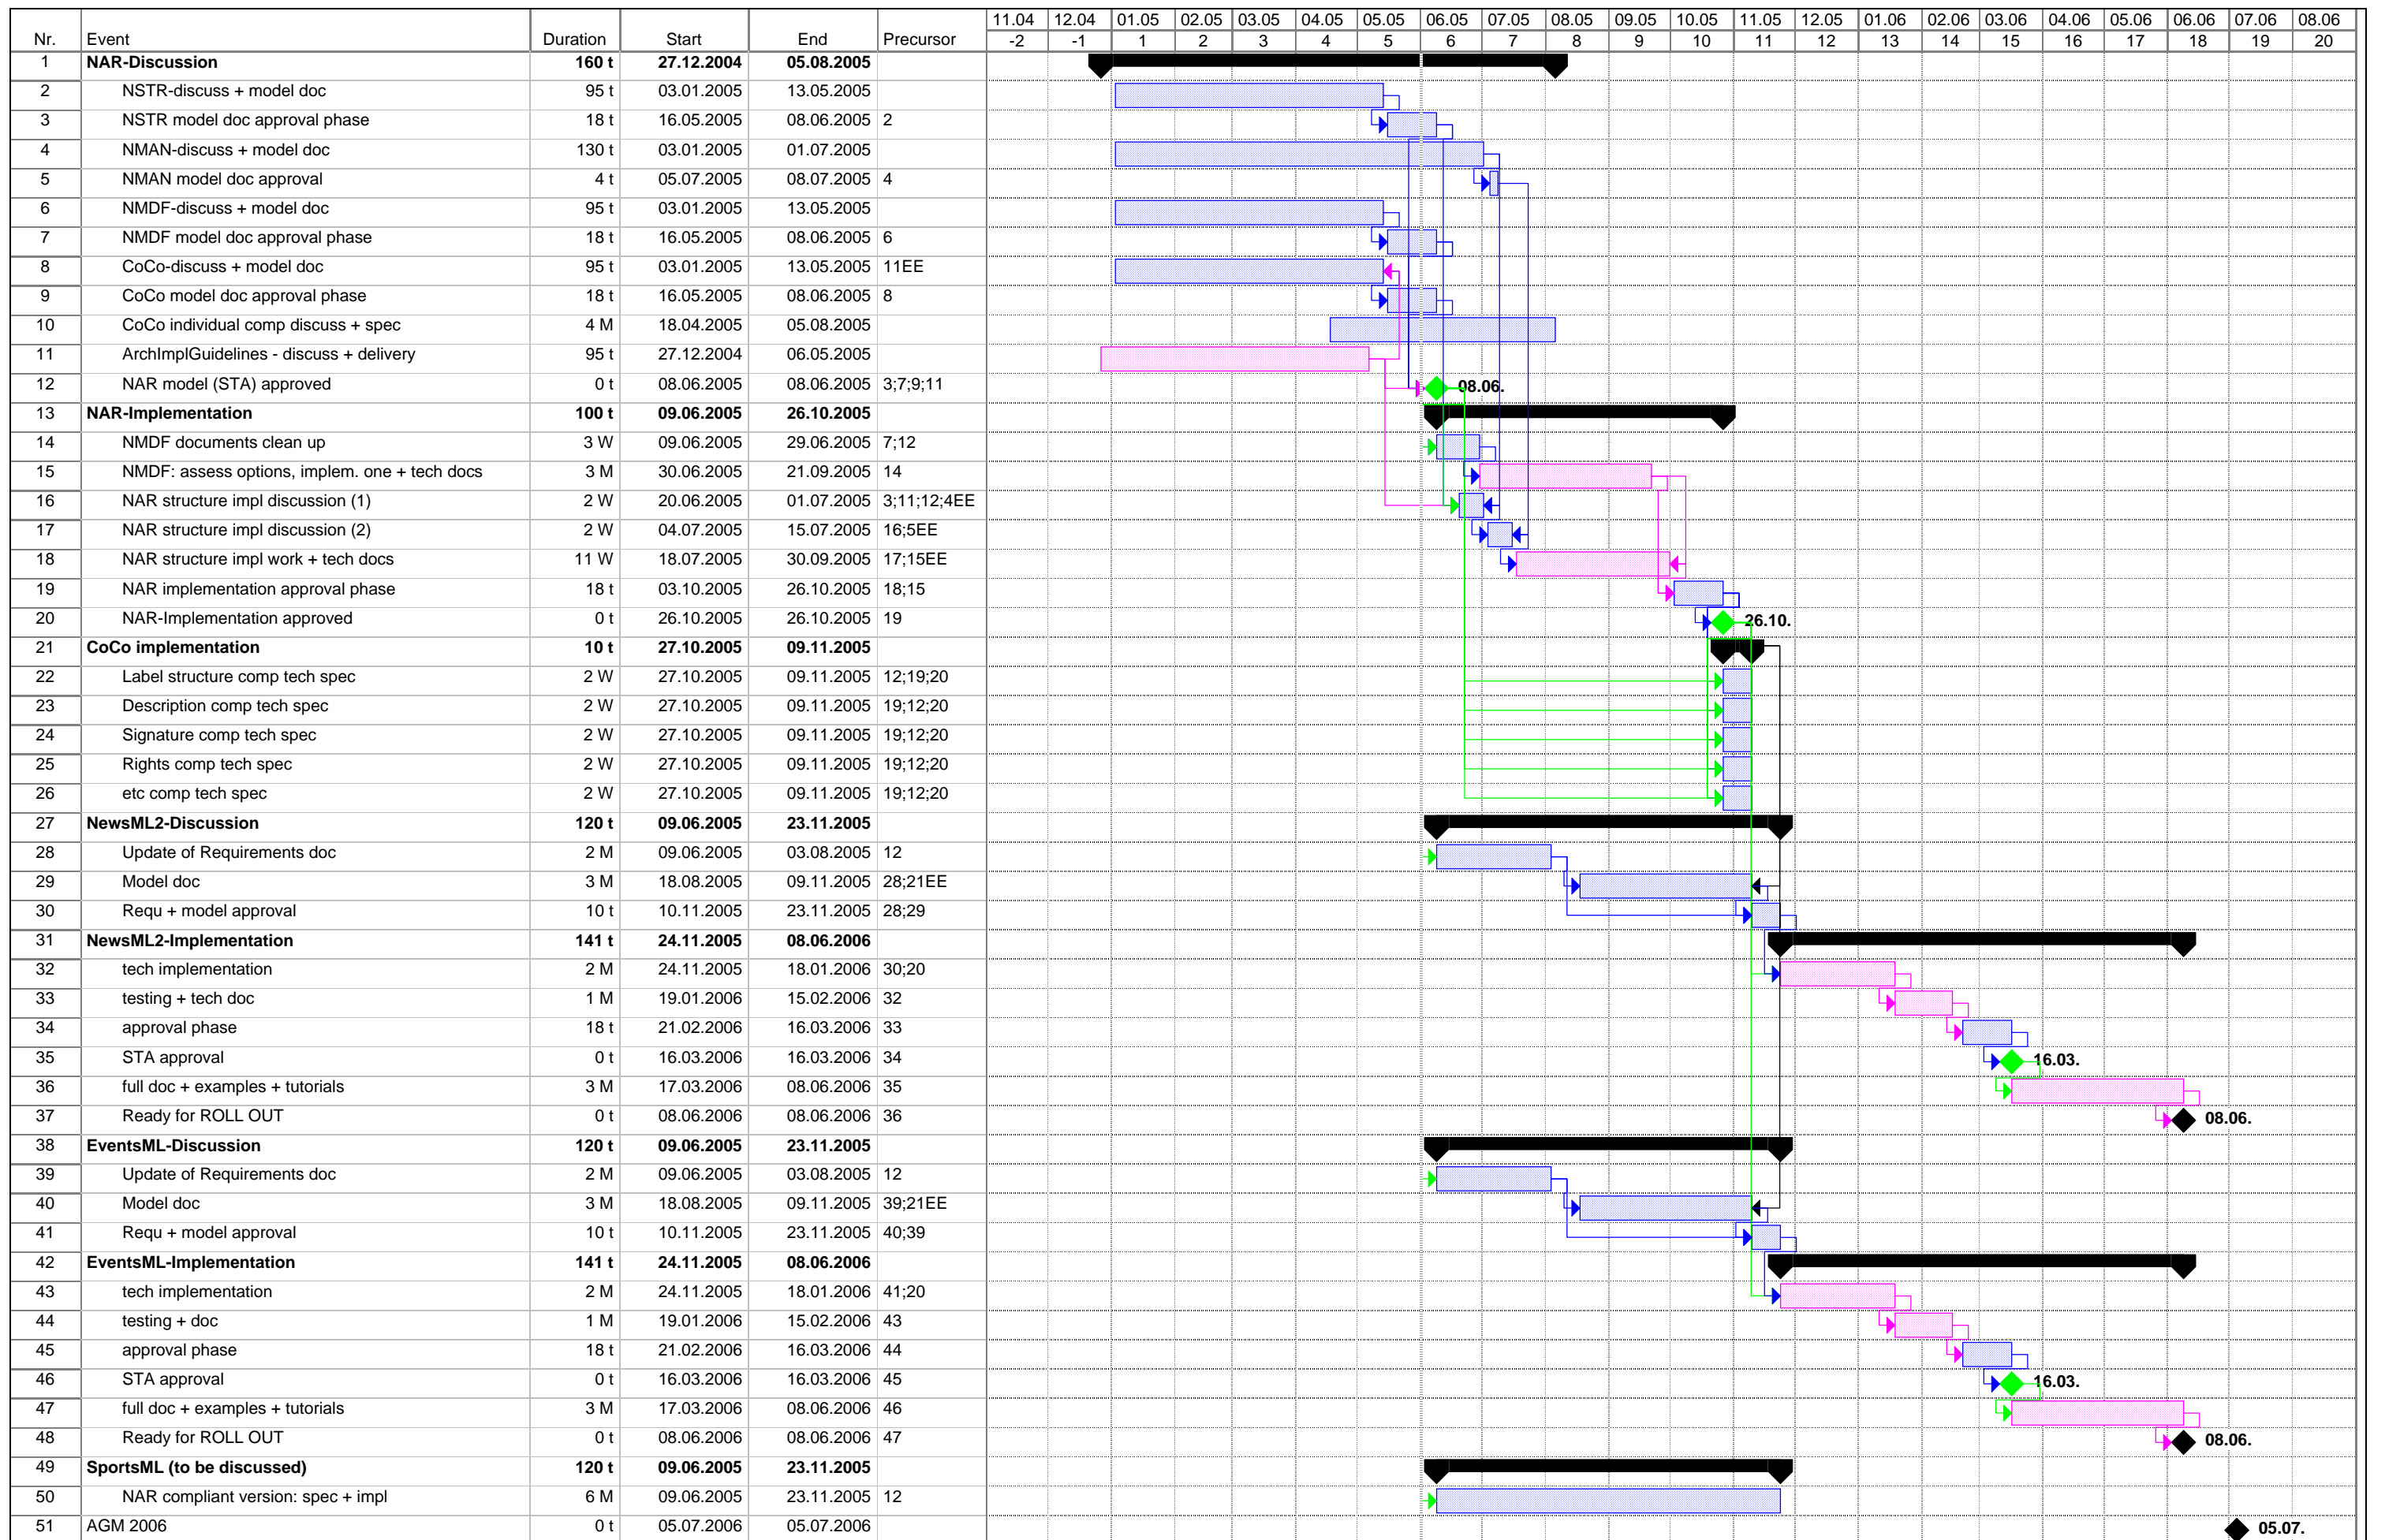 11.04 12.04 01.05 02.05 03.05 04.05 05.05 06.05 07.05 08.05 09.05 10.05 11.05 12.05 01.06 02.06 03.06 04.06 05.06 06.06 07.06 08.06
Nr. Event Duration Start End Precursor -2 -1 1 2 3 4 5 6 7 8 9 10 11 12 13 14 15 16 17 18 19 20
1 NAR-Discussion 160 t 27.12.2004 05.08.2005
2 NSTR-discuss + model doc 95 t 03.01.2005 13.05.2005
3 NSTR model doc approval phase 18 t 16.05.2005 08.06.2005 2
4 NMAN-discuss + model doc 130 t 03.01.2005 01.07.2005
5 NMAN model doc approval 4 t 05.07.2005 08.07.2005 4
6 NMDF-discuss + model doc 95 t 03.01.2005 13.05.2005
7 NMDF model doc approval phase 18 t 16.05.2005 08.06.2005 6
8 CoCo-discuss + model doc 95 t 03.01.2005 13.05.2005 11EE
9 CoCo model doc approval phase 18 t 16.05.2005 08.06.2005 8
10 CoCo individual comp discuss + spec 4 M 18.04.2005 05.08.2005
11 ArchImplGuidelines - discuss + delivery 95 t 27.12.2004 06.05.2005
12 NAR model (STA) approved 0 t 08.06.2005 08.06.2005 3;7;9;11 08.06.
13 NAR-Implementation 100 t 09.06.2005 26.10.2005
14 NMDF documents clean up 3 W 09.06.2005 29.06.2005 7;12
15 NMDF: assess options, implem. one + tech docs 3 M 30.06.2005 21.09.2005 14
16 NAR structure impl discussion (1) 2 W 20.06.2005 01.07.2005 3;11;12;4EE
17 NAR structure impl discussion (2) 2 W 04.07.2005 15.07.2005 16;5EE
18 NAR structure impl work + tech docs 11 W 18.07.2005 30.09.2005 17;15EE
19 NAR implementation approval phase 18 t 03.10.2005 26.10.2005 18;15
20 NAR-Implementation approved 0 t 26.10.2005 26.10.2005 19 26.10.
21 CoCo implementation 10 t 27.10.2005 09.11.2005
22 Label structure comp tech spec 2 W 27.10.2005 09.11.2005 12;19;20
23 Description comp tech spec 2 W 27.10.2005 09.11.2005 19;12;20
24 Signature comp tech spec 2 W 27.10.2005 09.11.2005 19;12;20
25 Rights comp tech spec 2 W 27.10.2005 09.11.2005 19;12;20
26 etc comp tech spec 2 W 27.10.2005 09.11.2005 19;12;20
27 NewsML2-Discussion 120 t 09.06.2005 23.11.2005
28 Update of Requirements doc 2 M 09.06.2005 03.08.2005 12
29 Model doc 3 M 18.08.2005 09.11.2005 28;21EE
30 Requ + model approval 10 t 10.11.2005 23.11.2005 28;29
31 NewsML2-Implementation 141 t 24.11.2005 08.06.2006
32 tech implementation 2 M 24.11.2005 18.01.2006 30;20
33 testing + tech doc 1 M 19.01.2006 15.02.2006 32
34 approval phase 18 t 21.02.2006 16.03.2006 33
35 STA approval 0 t 16.03.2006 16.03.2006 34 16.03.
36 full doc + examples + tutorials 3 M 17.03.2006 08.06.2006 35
37 Ready for ROLL OUT 0 t 08.06.2006 08.06.2006 36 08.06.
38 EventsML-Discussion 120 t 09.06.2005 23.11.2005
39 Update of Requirements doc 2 M 09.06.2005 03.08.2005 12
40 Model doc 3 M 18.08.2005 09.11.2005 39;21EE
41 Requ + model approval 10 t 10.11.2005 23.11.2005 40;39
42 EventsML-Implementation 141 t 24.11.2005 08.06.2006
43 tech implementation 2 M 24.11.2005 18.01.2006 41;20
44 testing + doc 1 M 19.01.2006 15.02.2006 43
45 approval phase 18 t 21.02.2006 16.03.2006 44
46 STA approval 0 t 16.03.2006 16.03.2006 45 16.03.
47 full doc + examples + tutorials 3 M 17.03.2006 08.06.2006 46
48 Ready for ROLL OUT 0 t 08.06.2006 08.06.2006 47 08.06.
49 SportsML (to be discussed) 120 t 09.06.2005 23.11.2005
50 NAR compliant version: spec + impl 6 M 09.06.2005 23.11.2005 12
51 AGM 2006 0 t 05.07.2006 05.07.2006 05.07.